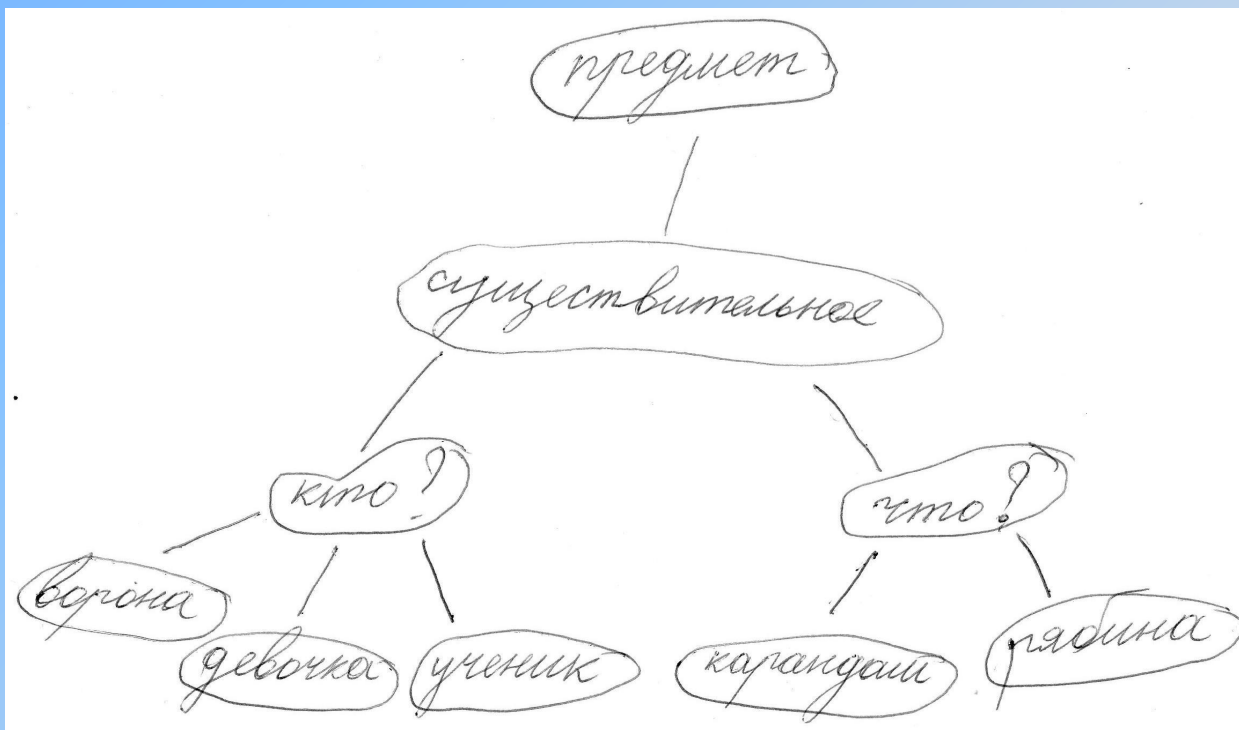 предмет
существительное
кто?
что?
ворона
девочка
ученик
карандаш
рябина